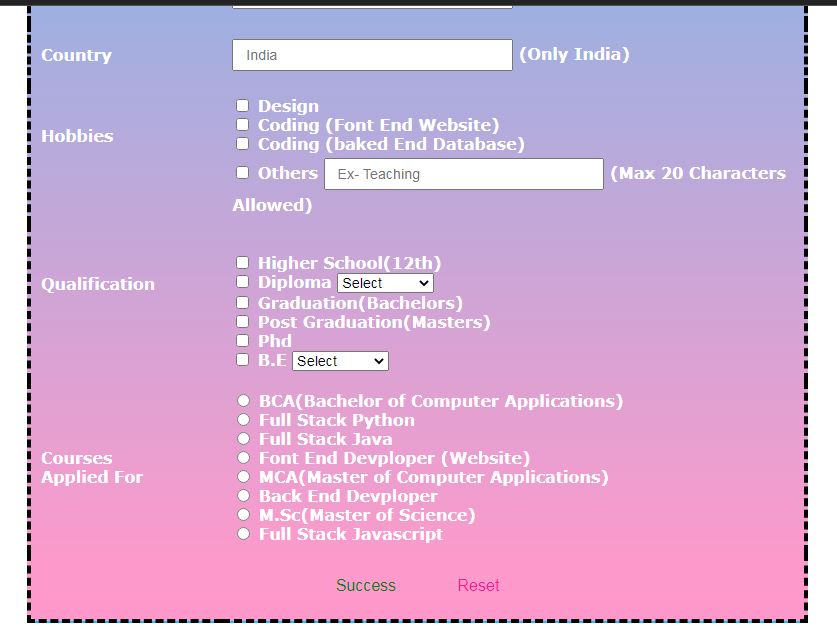 Country India (Only India)
Hobbies
Design
Coding (Font End Website)
Coding (baked End Database)
Others Ex- Teaching (Max 20 Characters
Allowed)
Qualification
Higher School(12th)
Diploma Select
Graduation(Bachelors)
Post Graduation(Masters)
Phd
B.E Select
Courses
Applied For
BCA(Bachelor of Computer Applications)
Full Stack Python
Full Stack Java
Font End Devploper (Website)
MCA(Master of Computer Applications)
Back End Devploper
M.Sc(Master of Science)
Full Stack Javascript
Success Reset